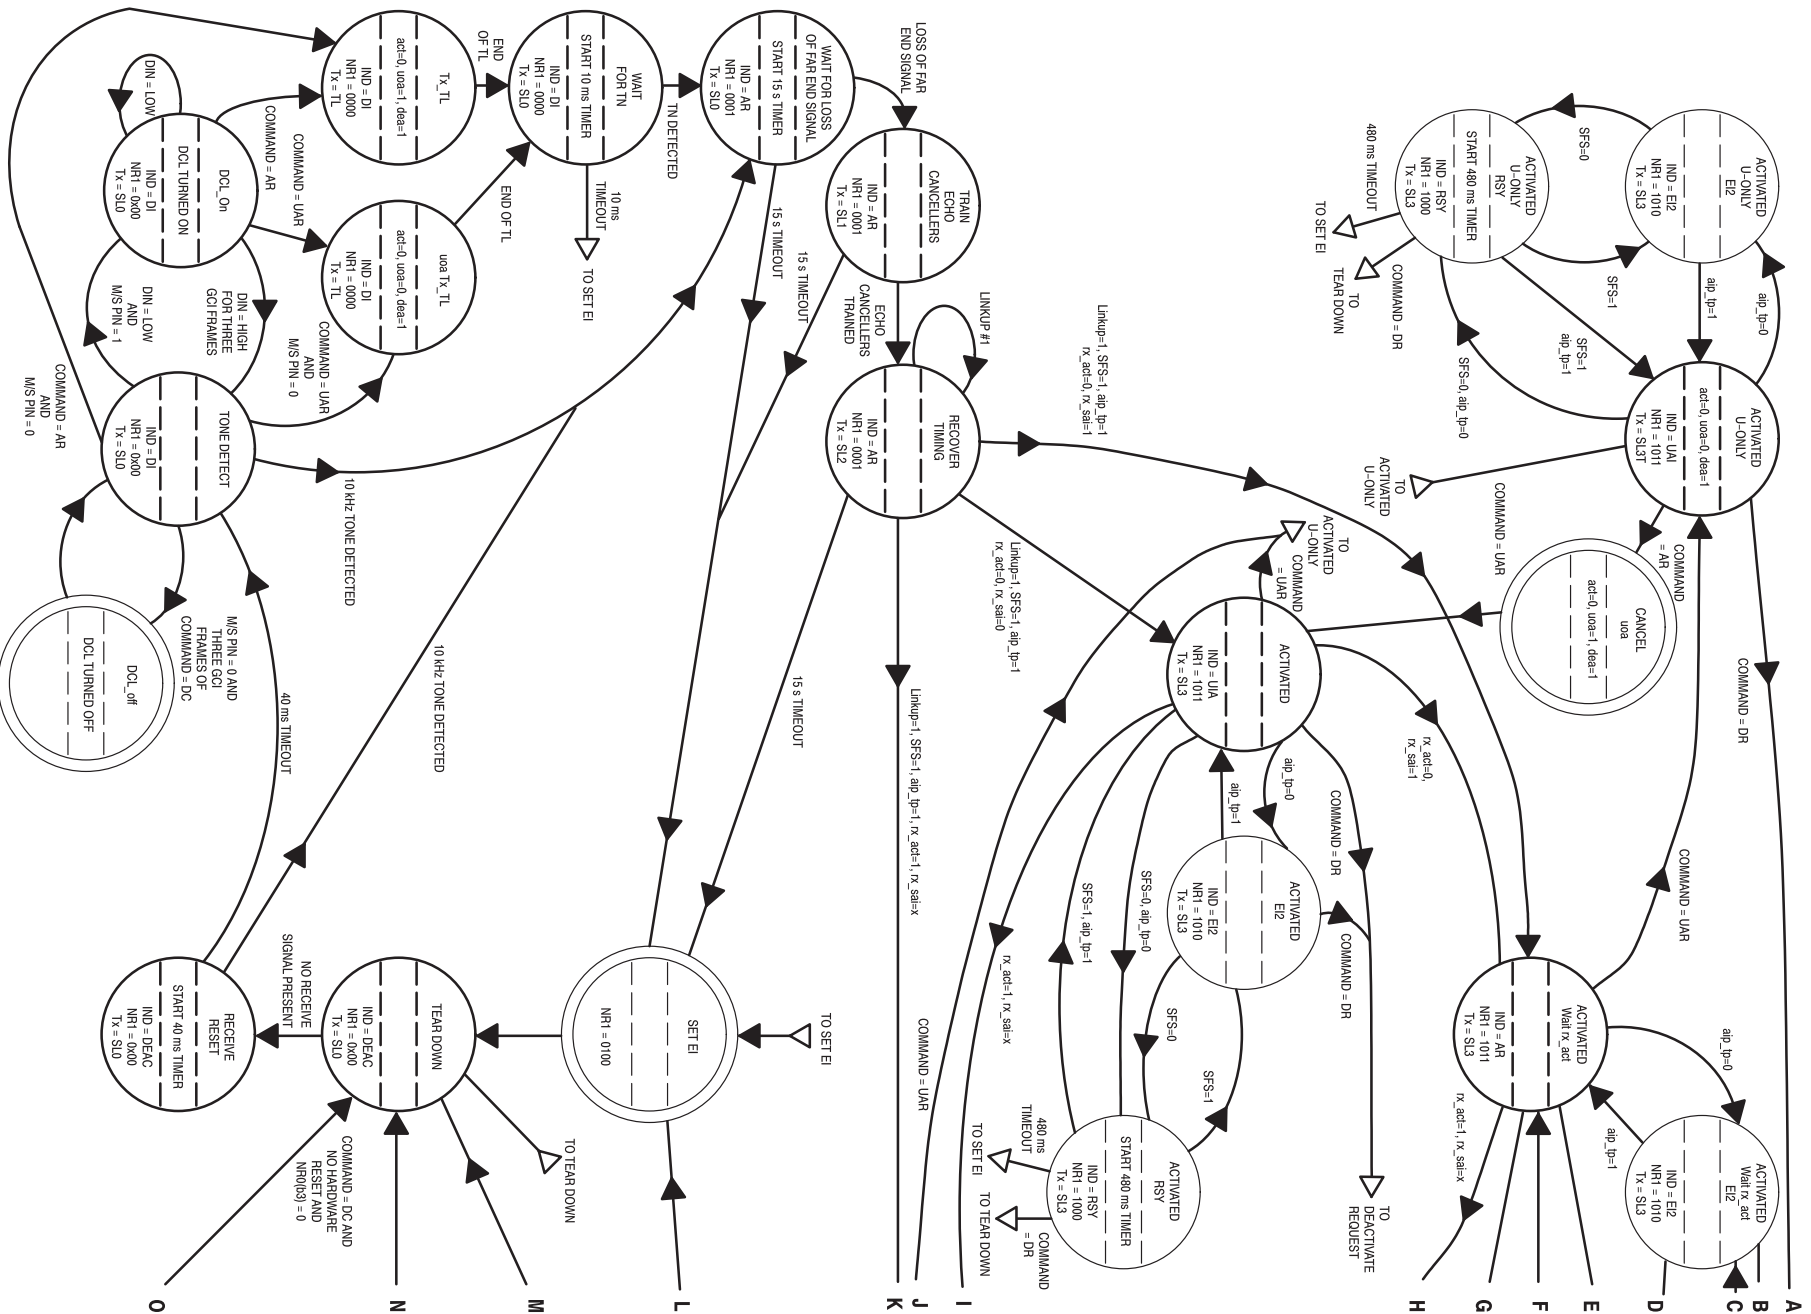 LOSS OF FAR
END SIGNAL
WAIT FOR LOSS
OF FAR END SIGNAL
START 15 s TIMER
IND = AR
NR1 = 0001
Tx = SL0
TN DETECTED
WAIT
FOR TN
START 10 ms TIMER
IND = DI
NR1 = 0000
Tx = SL0
END
OF TL
Tx_TL
act=0, uoa=1, dea=1
IND = DI
NR1 = 0000
Tx = TL
DIN = LOW
COMMAND = AR
COMMAND = UAR
DCL_On
DCL TURNED ON
IND = DI
NR1 = 0x00
Tx = SL0
END OF TL
10 ms
TIMEOUT
TO SET EI
uoa Tx_TL
act=0, uoa=0, dea=1
IND = DI
NR1 = 0000
Tx = TL
DIN = HIGH
FOR THREE
GCI FRAMES
DIN = LOW
AND
M/S PIN = 1
COMMAND = UAR
AND
M/S PIN = 0
COMMAND = AR
AND
M/S PIN = 0
TONE DETECT
IND = DI
NR1 = 0x00
Tx = SL0
10 kHz TONE DETECTED
M/S PIN = 0 AND
THREE GCI
FRAMES OF
COMMAND = DC
DCL_off
DCL TURNED OFF
40 ms TIMEOUT
10 kHz TONE DETECTED
15 s TIMEOUT
15 s TIMEOUT
TRAIN
ECHO
CANCELLERS
IND = AR
NR1 = 0001
Tx = SL1
ECHO
CANCELLERS
TRAINED
LINKUP #1
RECOVER
TIMING
IND = AR
NR1 = 0001
Tx = SL2
15 s TIMEOUT
Linkup=1, SFS=1, aip_tp=1
rx_act=0, rx_sai=1
Linkup=1, SFS=1, aip_tp=1
rx_act=0, rx_sai=0
Linkup=1, SFS=1, aip_tp=1, rx_act=1, rx_sai=x
ACTIVATED
U-ONLY
EI2
IND = EI2
NR1 = 1010
Tx = SL3
SFS=0
SFS=1
aip_tp=1
aip_tp=0
480 ms TIMEOUT
ACTIVATED
U-ONLY
RSY
START 480 ms TIMER
IND = RSY
NR1 = 1000
Tx = SL3
TO SET EI
TO
TEAR DOWN
COMMAND = DR
SFS=1
aip_tp=1
SFS=0, aip_tp=0
ACTIVATED
U-ONLY
act=0, uoa=0, dea=1
IND = UAI
NR1 = 1011
Tx = SL3T
TO
ACTIVATED
U-ONLY
COMMAND = UAR
COMMAND
= AR
CANCEL
uoa
act=0, uoa=1, dea=1
COMMAND = DR
TO
ACTIVATED
U-ONLY
COMMAND
= UAR
ACTIVATED
IND = UIA
NR1 = 1011
Tx = SL3
rx_act=0,
rx_sai=1
aip_tp=0
aip_tp=1
COMMAND = DR
COMMAND = DR
ACTIVATED
EI2
IND = EI2
NR1 = 1010
Tx = SL3
SFS=0, aip_tp=0
SFS=1, aip_tp=1
rx_act=1, rx_sai=x
SFS=0
SFS=1
ACTIVATED
RSY
START 480 ms TIMER
IND = RSY
NR1 = 1000
Tx = SL3
480 ms
TIMEOUT
TO SET EI
COMMAND
= DR
TO TEAR DOWN
TO
DEACTIVATE
REQUEST
COMMAND = UAR
COMMAND = UAR
ACTIVATED
Wait rx_act
IND = AR
NR1 = 1011
Tx = SL3
aip_tp=0
aip_tp=1
rx_act=1, rx_sai=x
ACTIVATED
Wait rx_act
EI2
IND = EI2
NR1 = 1010
Tx = SL3
TO SET EI
SET EI
NR1 = 0100
TEAR DOWN
IND = DEAC
NR1 = 0x00
Tx = SL0
TO TEAR DOWN
NO RECEIVE
SIGNAL PRESENT
RECEIVE
RESET
START 40 ms TIMER
IND = DEAC
NR1 = 0x00
Tx = SL0
COMMAND = DC AND
NO HARDWARE
RESET AND
NR0(b3) = 0
A
B
C
D
E
F
G
H
I
J
K
L
M
N
O